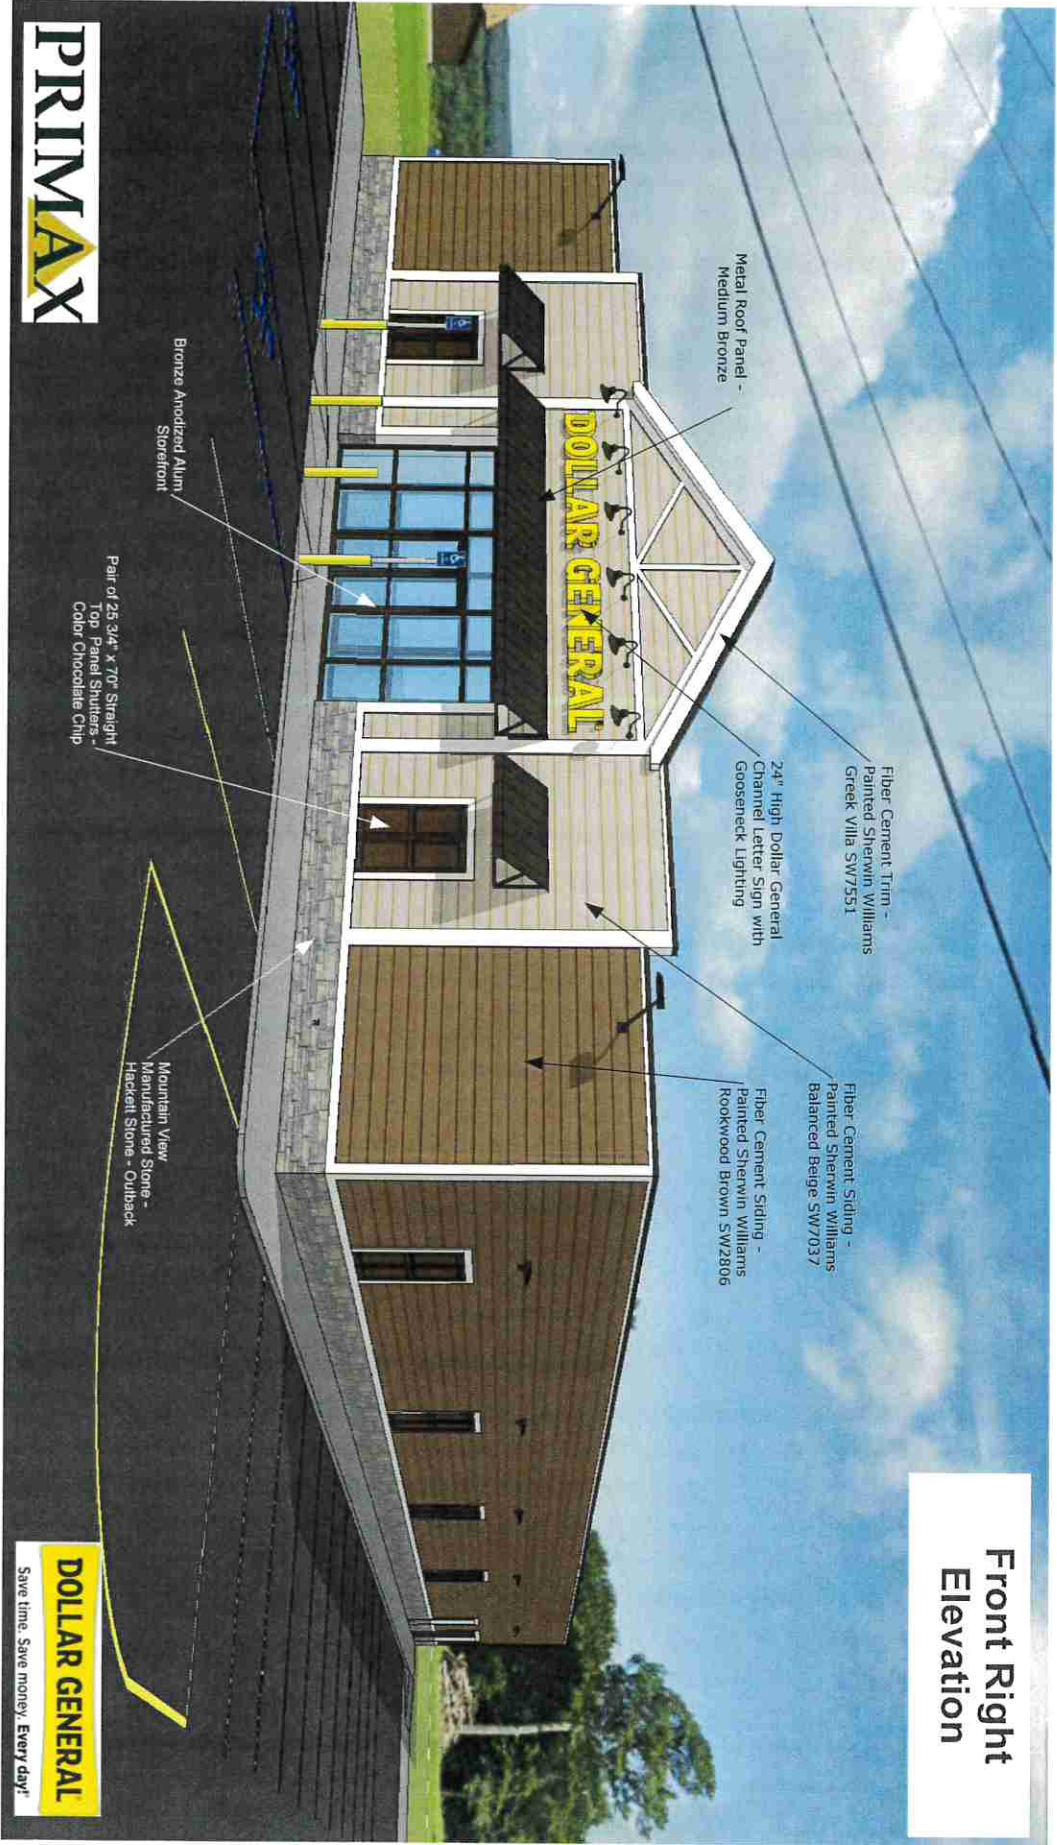 Front Right
Elevation
Fiber Cement Trim -
Painted Sherwin Williams
Greek Villa SW7551
Fiber Cement Siding -
Painted Sherwin Williams
Balanced Beige SW7037
Metal Roof Panel -
Medium Bronze
24" High Dollar General
Channel Letter Sign with
Gooseneck Lighting
Fiber Cement Siding -
Painted Sherwin Williams
Rookwood Brown SW2806
DOLLAR GENERAL
Bronze Anodized Alum
Storefront
Pair of 25 3/4" x 70" Straight
Top Panel Shutters -
Color Chocolate Chip
Mountain View
Manufactured Stone -
Hackett Stone - Outback
PRIMAX
DOLLAR GENERAL
Save time. Save money. Every day!